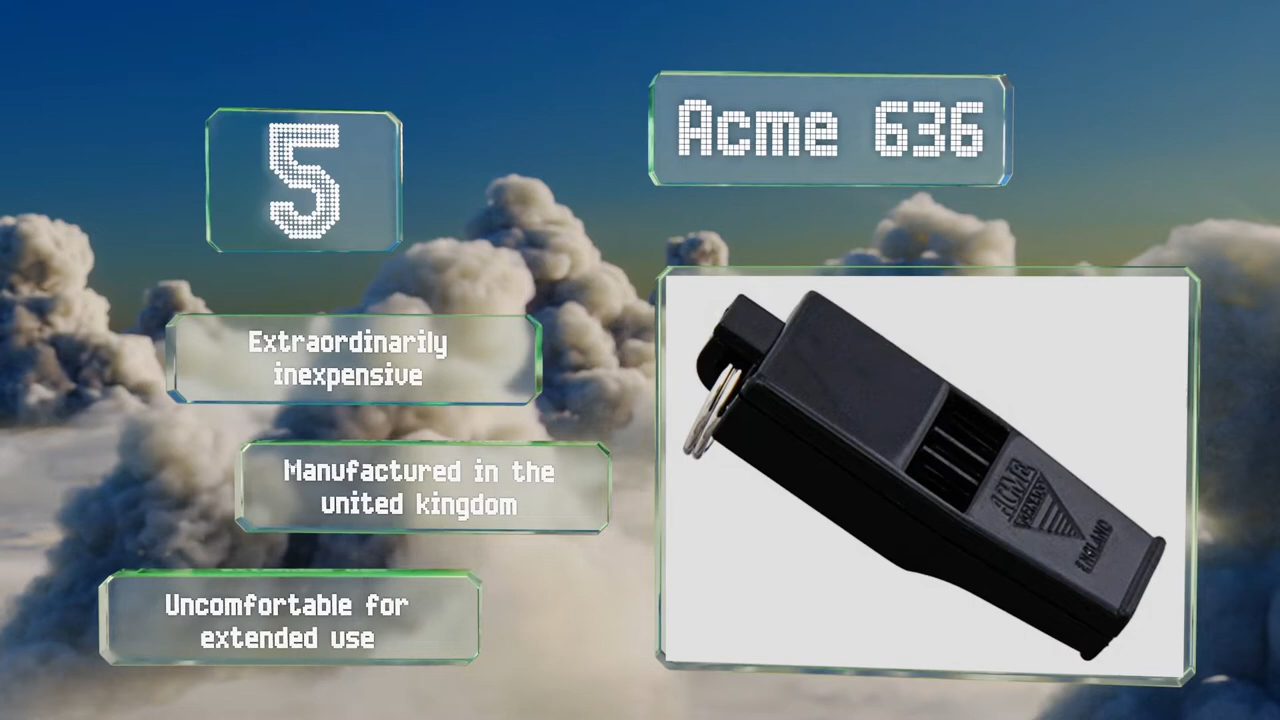 5
Acme 636
Extraordinarily
inexpensive
Manufactured in the
united kingdom
Uncomfortable for
extended use
ACME
ENGLAND